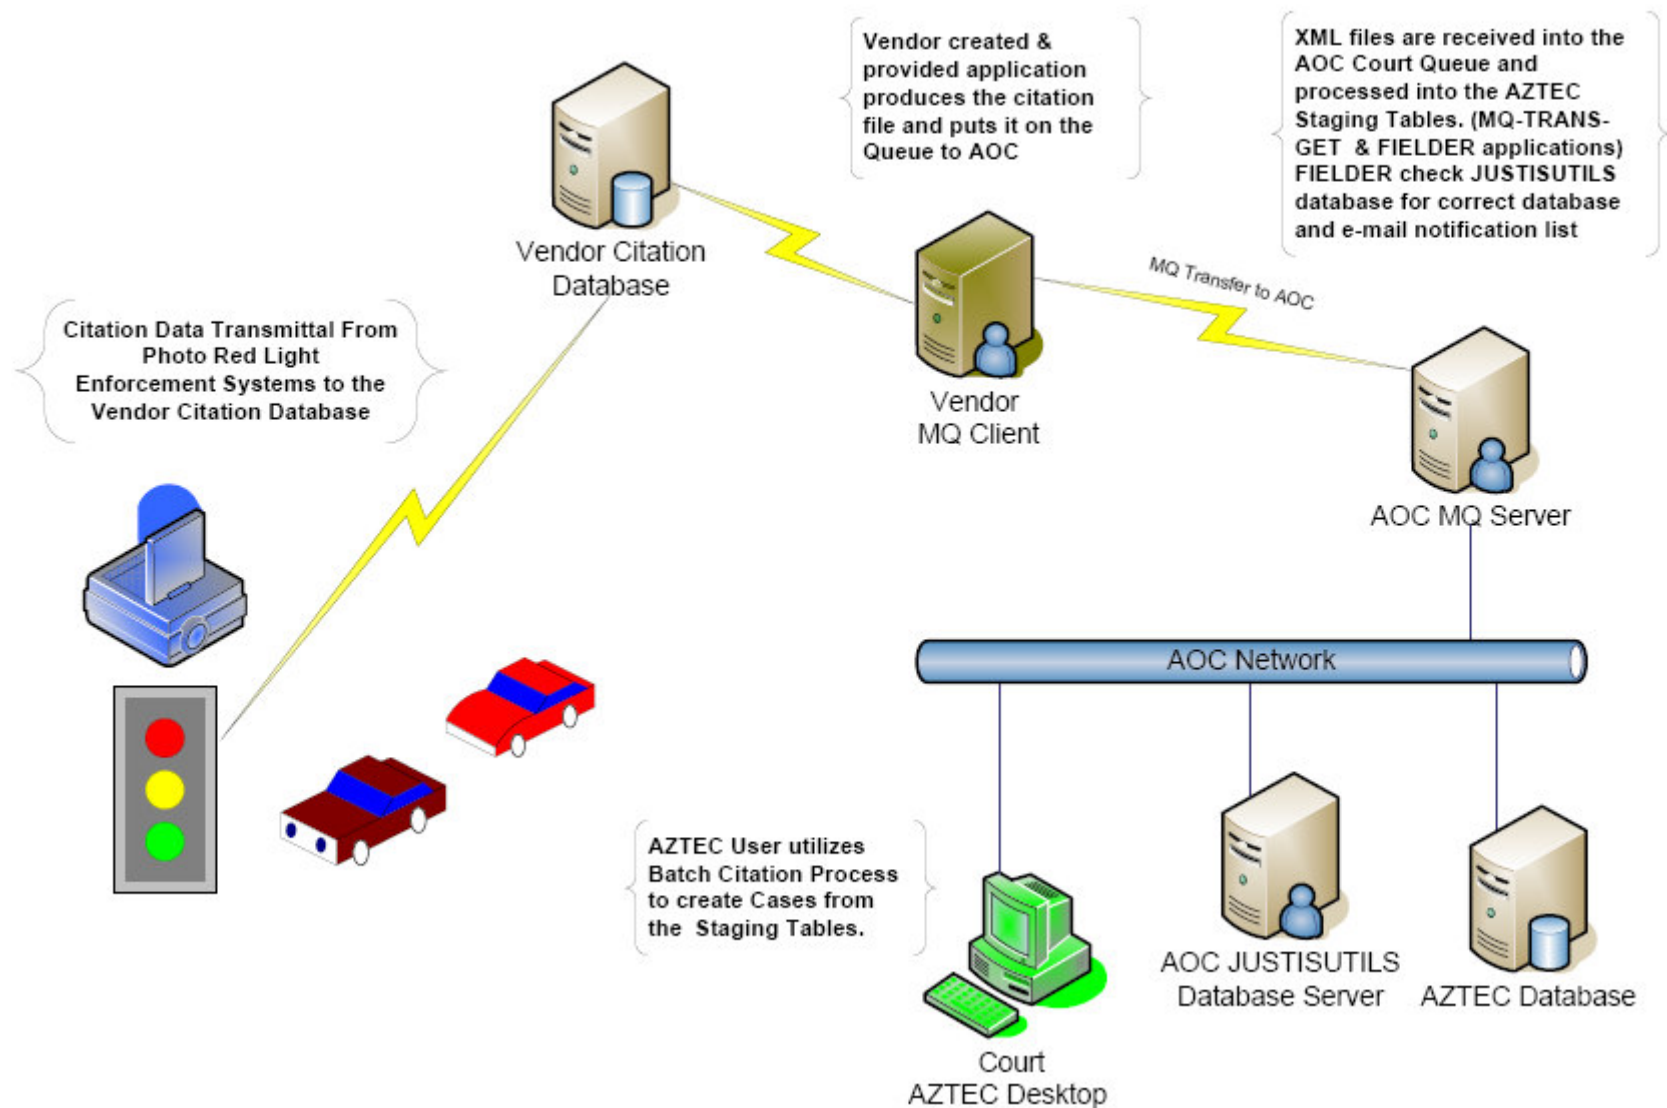 Vendor created &
provided application
produces the citation
file and puts it on the
Queue to AOC
XML files are received into the
AOC Court Queue and
processed into the AZTEC
Staging Tables. (MQ-TRANS-
GET & FIELDER applications)
FIELDER check JUSTISUTILS
database for correct database
and e-mail notification list
Vendor Citation
Database
MQ Transfer to AOC
Citation Data Transmittal From
Photo Red Light
Enforcement Systems to the
Vendor Citation Database
Vendor
MQ Client
AOC MQ Server
AOC Network
AZTEC User utilizes
Batch Citation Process
to create Cases from
the Staging Tables.
AOC JUSTISUTILS
Database Server
AZTEC Database
Court
AZTEC Desktop